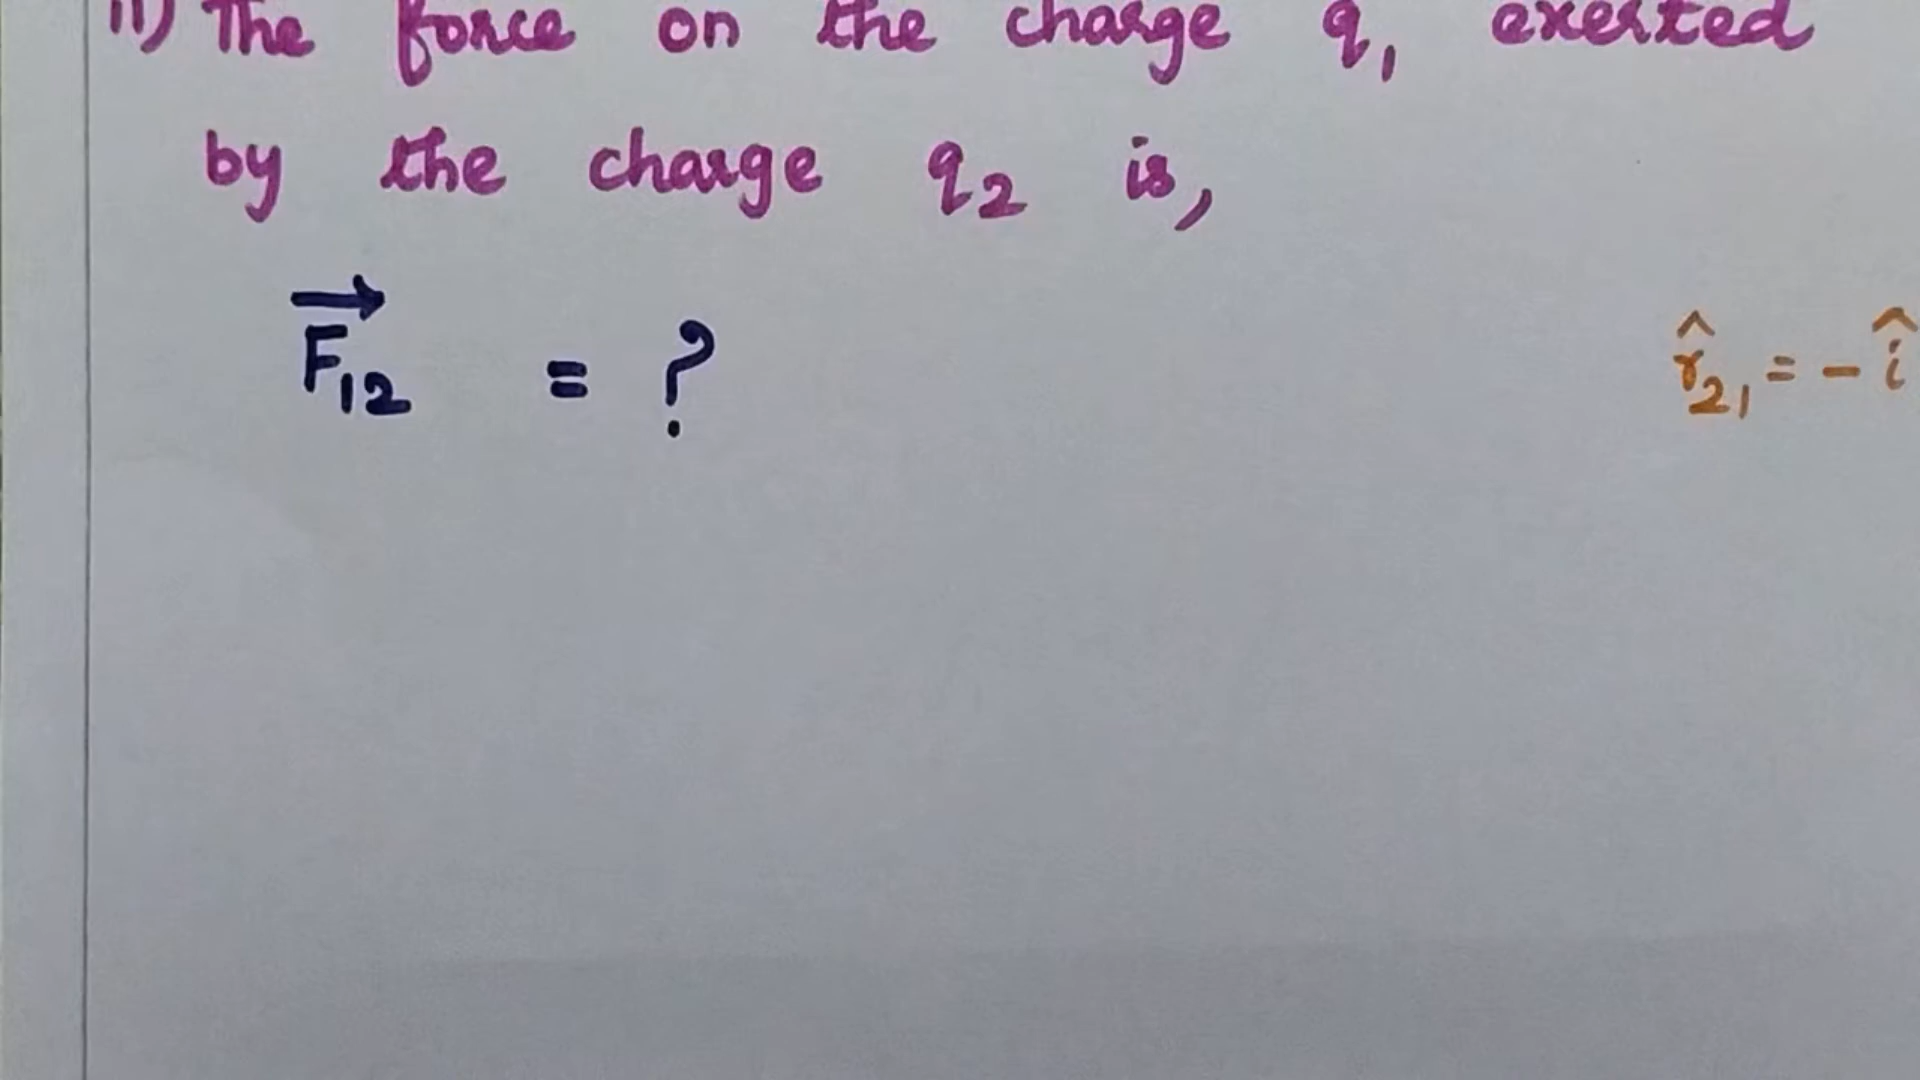 ii) The force on the charge q₁ exerted
by the charge q₂ is,
F⃗₁₂ = ?
r̂₂₁ = - î